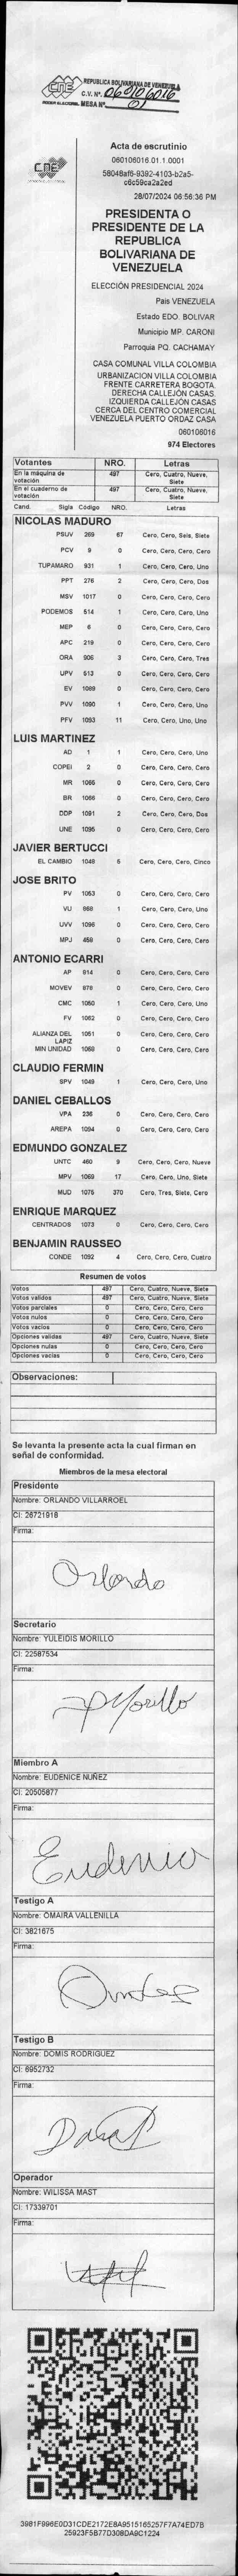 cne
PODER ELECTORAL
REPUBLICA BOLIVARIANA DE VENEZUELA
C.V. Nº. 060106016
MESA Nº 01
cne
Acta de escrutinio
060106016.01.1.0001
58048af6-9392-4103-b2a5-
c6c59ca2a2ed
28/07/2024 06:56:36 PM
PRESIDENTA O
PRESIDENTE DE LA
REPUBLICA
BOLIVARIANA DE
VENEZUELA
ELECCIÓN PRESIDENCIAL 2024
Pais VENEZUELA
Estado EDO. BOLIVAR
Municipio MP. CARONI
Parroquia PQ. CACHAMAY
CASA COMUNAL VILLA COLOMBIA
URBANIZACION VILLA COLOMBIA
FRENTE CARRETERA BOGOTA.
DERECHA CALLEJÓN CASAS.
IZQUIERDA CALLEJÓN CASAS
CERCA DEL CENTRO COMERCIAL
VENEZUELA PUERTO ORDAZ CASA
060106016
974 Electores
Votantes NRO. Letras
En la máquina de votación 497 Cero, Cuatro, Nueve, Siete
En el cuaderno de votación 497 Cero, Cuatro, Nueve, Siete
Cand. Sigla Código NRO. Letras
NICOLAS MADURO
PSUV 269 67 Cero, Cero, Seis, Siete
PCV 9 0 Cero, Cero, Cero, Cero
TUPAMARO 931 1 Cero, Cero, Cero, Uno
PPT 276 2 Cero, Cero, Cero, Dos
MSV 1017 0 Cero, Cero, Cero, Cero
PODEMOS 514 1 Cero, Cero, Cero, Uno
MEP 6 0 Cero, Cero, Cero, Cero
APC 219 0 Cero, Cero, Cero, Cero
ORA 906 3 Cero, Cero, Cero, Tres
UPV 513 0 Cero, Cero, Cero, Cero
EV 1089 0 Cero, Cero, Cero, Cero
PVV 1090 1 Cero, Cero, Cero, Uno
PFV 1093 11 Cero, Cero, Uno, Uno
LUIS MARTINEZ
AD 1 1 Cero, Cero, Cero, Uno
COPEI 2 0 Cero, Cero, Cero, Cero
MR 1065 0 Cero, Cero, Cero, Cero
BR 1066 0 Cero, Cero, Cero, Cero
DDP 1091 2 Cero, Cero, Cero, Dos
UNE 1095 0 Cero, Cero, Cero, Cero
JAVIER BERTUCCI
EL CAMBIO 1048 5 Cero, Cero, Cero, Cinco
JOSE BRITO
PV 1053 0 Cero, Cero, Cero, Cero
VU 868 1 Cero, Cero, Cero, Uno
UVV 1096 0 Cero, Cero, Cero, Cero
MPJ 458 0 Cero, Cero, Cero, Cero
ANTONIO ECARRI
AP 814 0 Cero, Cero, Cero, Cero
MOVEV 878 0 Cero, Cero, Cero, Cero
CMC 1050 1 Cero, Cero, Cero, Uno
FV 1062 0 Cero, Cero, Cero, Cero
ALIANZA DEL LAPIZ 1051 0 Cero, Cero, Cero, Cero
MIN UNIDAD 1068 0 Cero, Cero, Cero, Cero
CLAUDIO FERMIN
SPV 1049 1 Cero, Cero, Cero, Uno
DANIEL CEBALLOS
VPA 236 0 Cero, Cero, Cero, Cero
AREPA 1094 0 Cero, Cero, Cero, Cero
EDMUNDO GONZALEZ
UNTC 460 9 Cero, Cero, Cero, Nueve
MPV 1069 17 Cero, Cero, Uno, Siete
MUD 1075 370 Cero, Tres, Siete, Cero
ENRIQUE MARQUEZ
CENTRADOS 1073 0 Cero, Cero, Cero, Cero
BENJAMIN RAUSSEO
CONDE 1092 4 Cero, Cero, Cero, Cuatro
Resumen de votos
Votos 497 Cero, Cuatro, Nueve, Siete
Votos validos 497 Cero, Cuatro, Nueve, Siete
Votos parciales 0 Cero, Cero, Cero, Cero
Votos nulos 0 Cero, Cero, Cero, Cero
Votos vacíos 0 Cero, Cero, Cero, Cero
Opciones validas 497 Cero, Cuatro, Nueve, Siete
Opciones nulas 0 Cero, Cero, Cero, Cero
Opciones vacias 0 Cero, Cero, Cero, Cero
Observaciones:
Se levanta la presente acta la cual firman en
señal de conformidad.
Miembros de la mesa electoral
Presidente
Nombre: ORLANDO VILLARROEL
CI: 26721918
Firma:
Orlando
Secretario
Nombre: YULEIDIS MORILLO
CI: 22587534
Firma:
Morillo
Miembro A
Nombre: EUDENICE NUÑEZ
CI: 20505877
Firma:
Testigo A
Nombre: OMAIRA VALLENILLA
CI: 3821675
Firma:
Testigo B
Nombre: DOMIS RODRIGUEZ
CI: 8952732
Firma:
Operador
Nombre: WILISSA MAST
CI: 17339701
Firma:
3981F996E0D31CDE2172E8A9515165257F7A74ED7B
25923F5B77D308DA9C1224